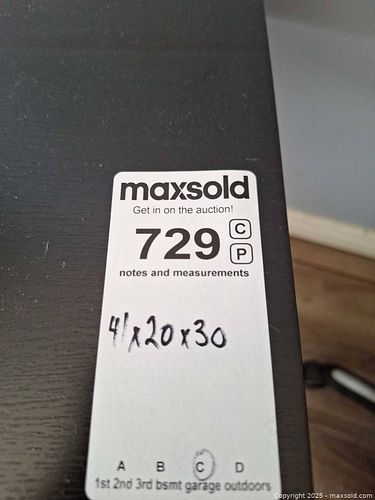 maxsold
Get in on the auction!
729 C
P
notes and measurements
41x20x30
A B C D
1st 2nd 3rd bsmt garage outdoors
Copyright 2025 - maxsold.com